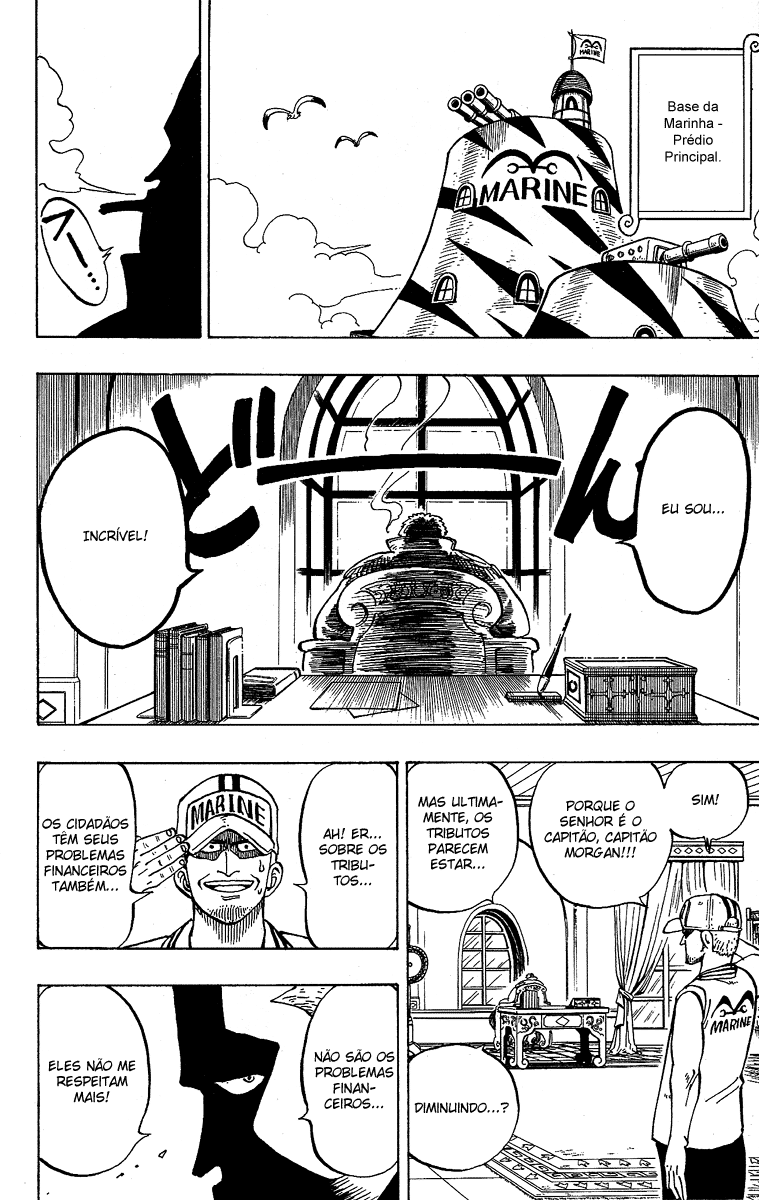 MARINE
Base da
Marinha -
Prédio
Principal.
MARINE
フー…
どーん
EU SOU...
INCRÍVEL!
SIM!
PORQUE O
SENHOR É O
CAPITÃO, CAPITÃO
MORGAN!!!
MAS ULTIMA-
MENTE, OS
TRIBUTOS
PARECEM
ESTAR...
MARINE
DIMINUINDO...?
AH! ER...
SOBRE OS
TRIBU-
TOS...
MARINE
OS CIDADÃOS
TÊM SEUS
PROBLEMAS
FINANCEIROS
TAMBÉM...
NÃO SÃO OS
PROBLEMAS
FINAN-
CEIROS...
ELES NÃO ME
RESPEITAM
MAIS!